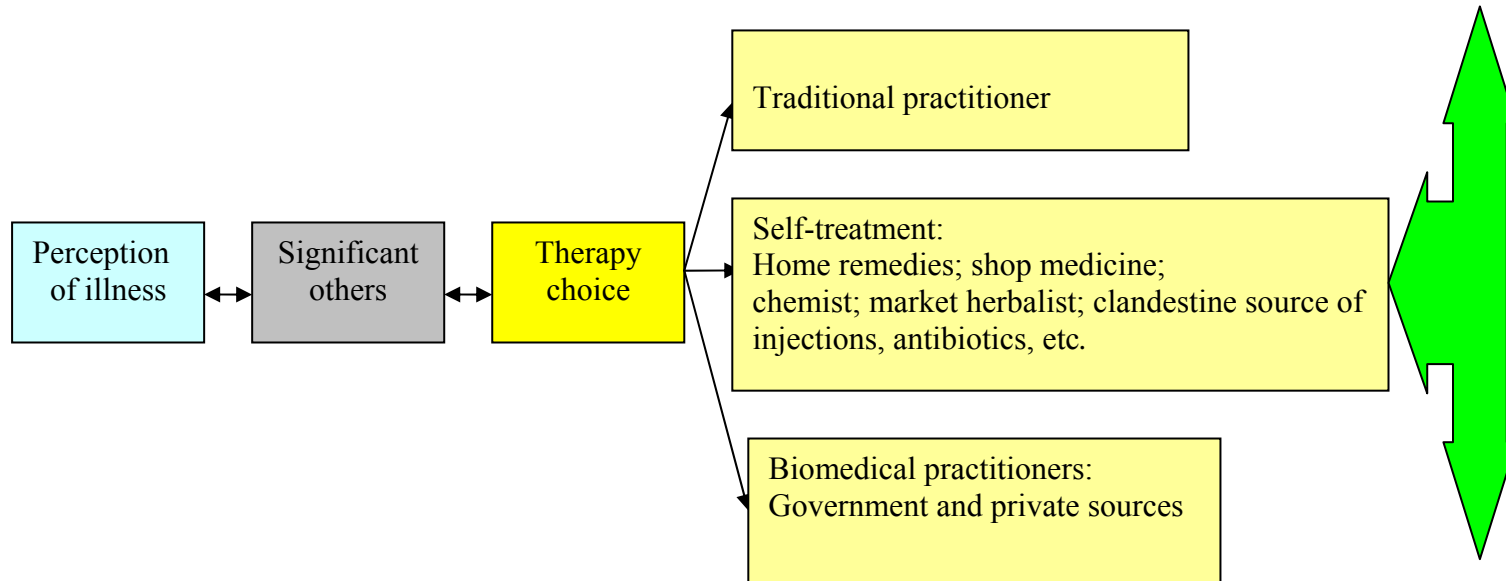 Perception
of illness
Significant
others
Therapy
choice
Traditional practitioner
Self-treatment:
Home remedies; shop medicine;
chemist; market herbalist; clandestine source of
injections, antibiotics, etc.
Biomedical practitioners:
Government and private sources